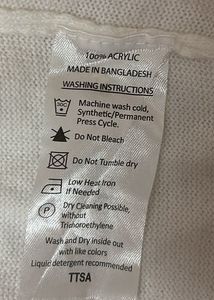 100% ACRYLIC
MADE IN BANGLADESH
WASHING INSTRUCTIONS
30C
Machine wash cold,
Synthetic/Permanent
Press Cycle.
Do Not Bleach
Do Not Tumble dry
Low Heat Iron
If Needed
P
Dry Cleaning Possible,
without
Trichoroethylene
Wash and Dry inside out
with like colors
Liquid detergent recommended
TTSA